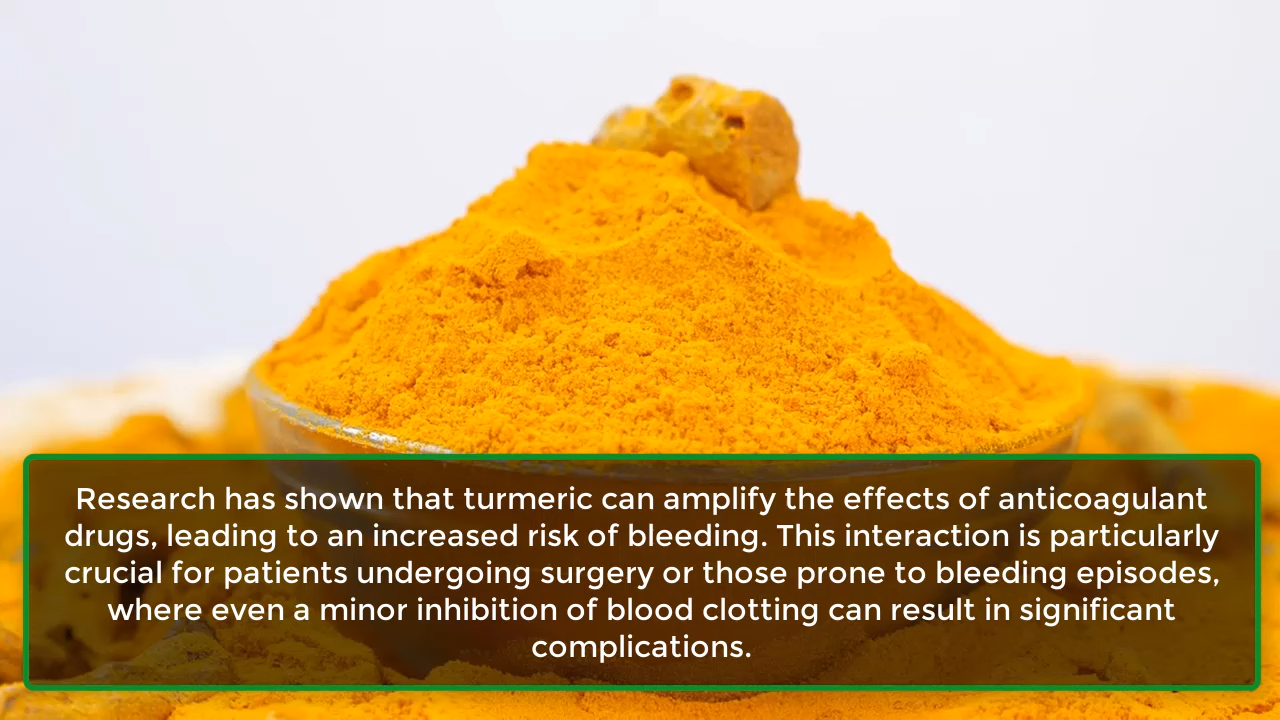 Research has shown that turmeric can amplify the effects of anticoagulant
drugs, leading to an increased risk of bleeding. This interaction is particularly
crucial for patients undergoing surgery or those prone to bleeding episodes,
where even a minor inhibition of blood clotting can result in significant
complications.